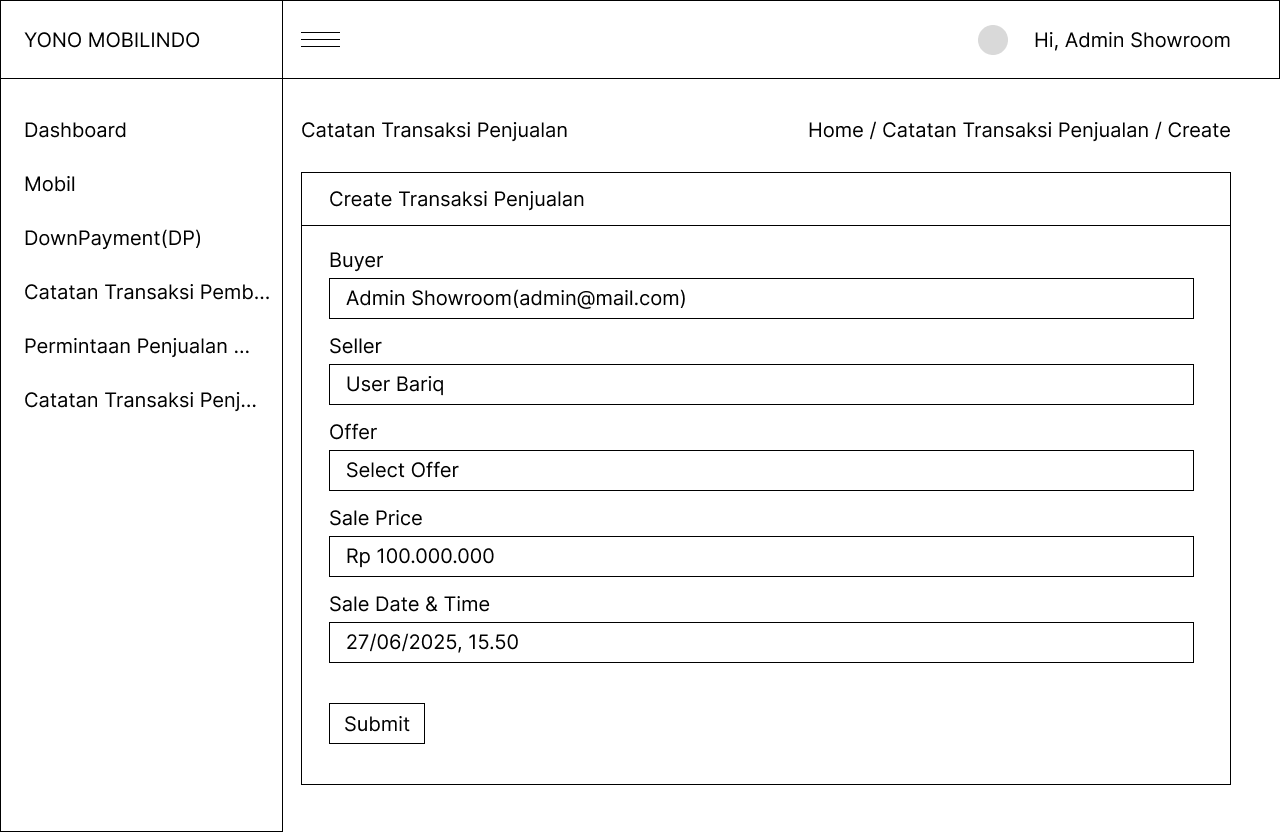 YONO MOBILINDO
Hi, Admin Showroom
Dashboard
Mobil
DownPayment(DP)
Catatan Transaksi Pemb...
Permintaan Penjualan ...
Catatan Transaksi Penj...
Catatan Transaksi Penjualan
Home / Catatan Transaksi Penjualan / Create
Create Transaksi Penjualan
Buyer
Admin Showroom(admin@mail.com)
Seller
User Bariq
Offer
Select Offer
Sale Price
Rp 100.000.000
Sale Date & Time
27/06/2025, 15.50
Submit